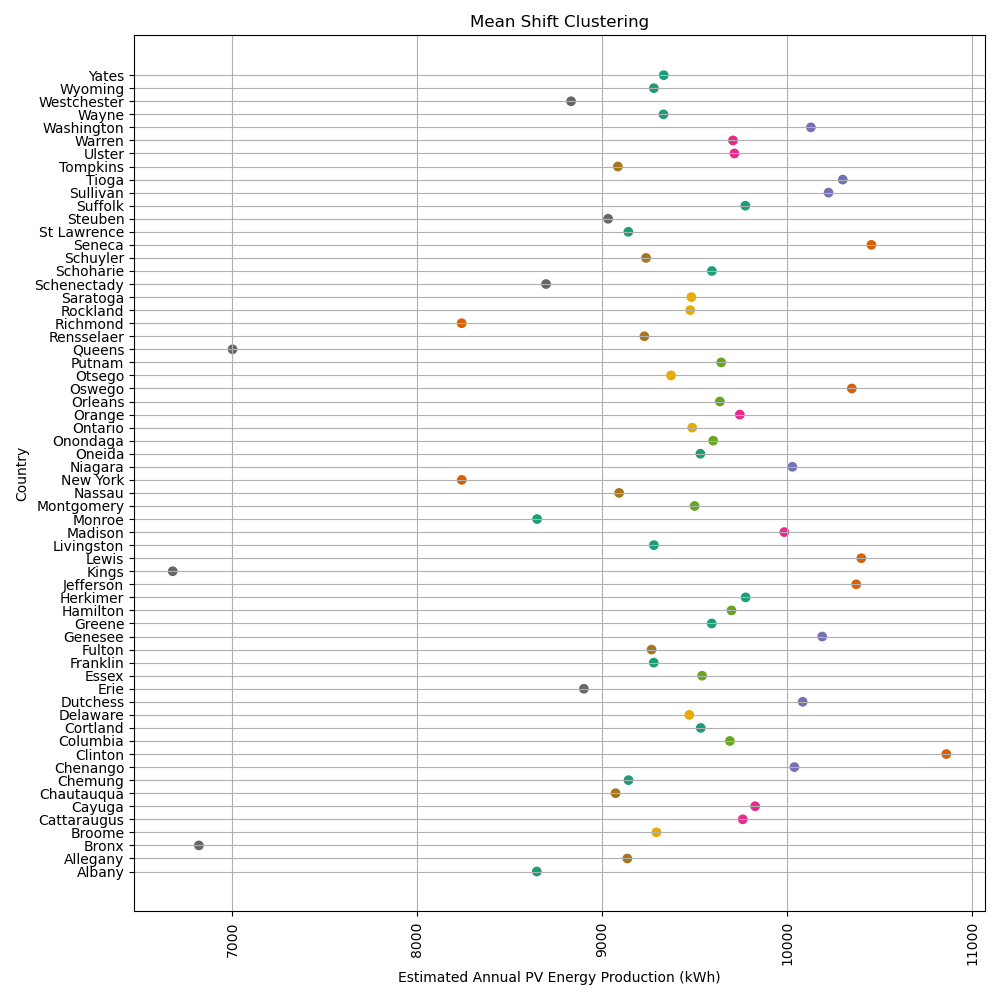 Mean Shift Clustering
Yates
Wyoming
Westchester
Wayne
Washington
Warren
Ulster
Tompkins
Tioga
Sullivan
Suffolk
Steuben
St Lawrence
Seneca
Schuyler
Schoharie
Schenectady
Saratoga
Rockland
Richmond
Rensselaer
Queens
Putnam
Otsego
Oswego
Orleans
Orange
Ontario
Onondaga
Oneida
Niagara
New York
Nassau
Montgomery
Monroe
Madison
Livingston
Lewis
Kings
Jefferson
Herkimer
Hamilton
Greene
Genesee
Fulton
Franklin
Essex
Erie
Dutchess
Delaware
Cortland
Columbia
Clinton
Chenango
Chemung
Chautauqua
Cayuga
Cattaraugus
Broome
Bronx
Allegany
Albany
Country
7000 8000 9000 10000 11000
Estimated Annual PV Energy Production (kWh)